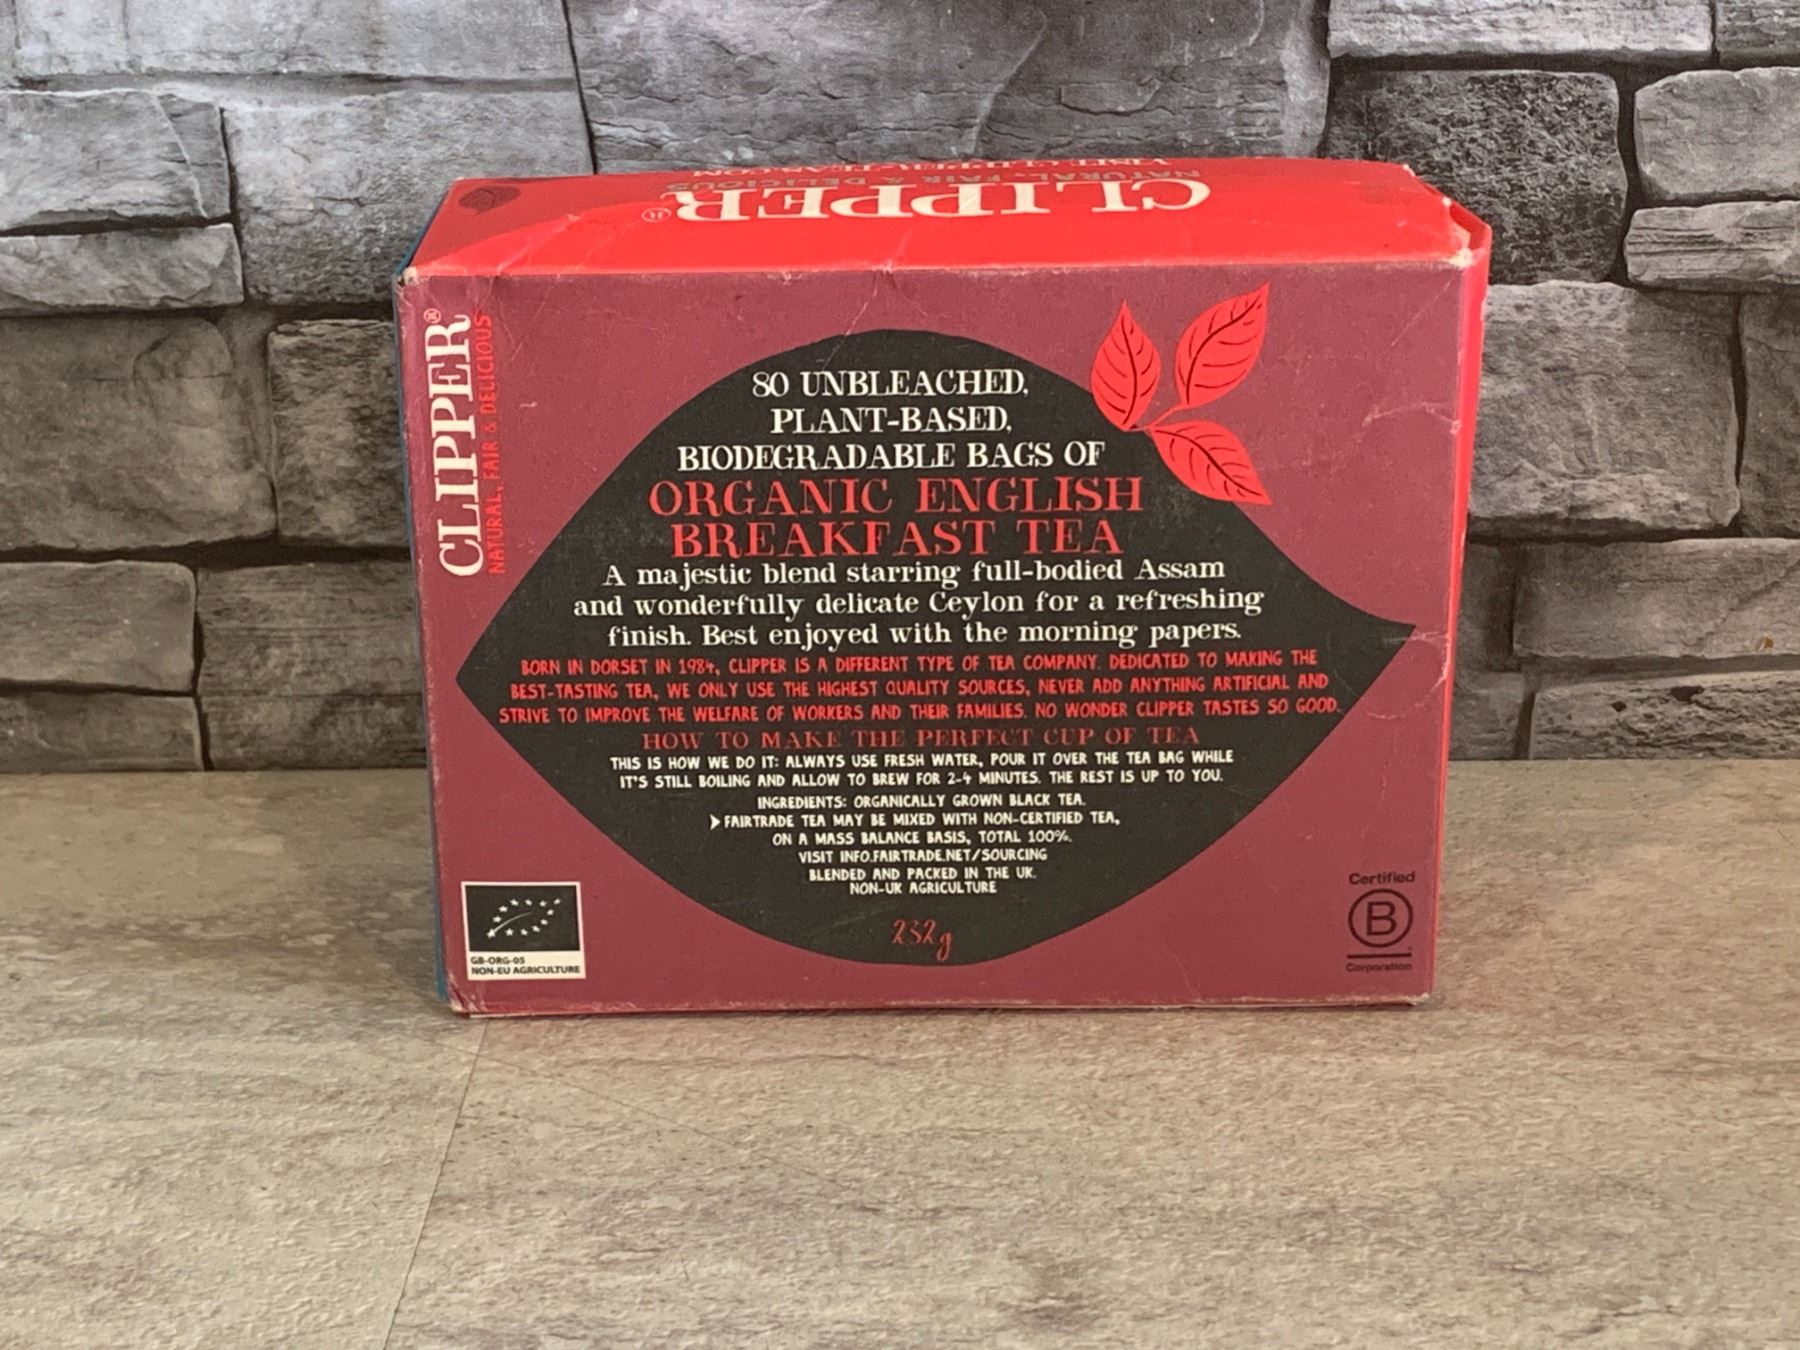 VISIT CLIPPER-TEAS.COM
NATURAL, FAIR & DELICIOUS
CLIPPER®
CLIPPER®
NATURAL, FAIR & DELICIOUS
80 UNBLEACHED,
PLANT-BASED,
BIODEGRADABLE BAGS OF
ORGANIC ENGLISH
BREAKFAST TEA
A majestic blend starring full-bodied Assam
and wonderfully delicate Ceylon for a refreshing
finish. Best enjoyed with the morning papers.
BORN IN DORSET IN 1984, CLIPPER IS A DIFFERENT TYPE OF TEA COMPANY. DEDICATED TO MAKING THE
BEST-TASTING TEA, WE ONLY USE THE HIGHEST QUALITY SOURCES, NEVER ADD ANYTHING ARTIFICIAL AND
STRIVE TO IMPROVE THE WELFARE OF WORKERS AND THEIR FAMILIES. NO WONDER CLIPPER TASTES SO GOOD.
HOW TO MAKE THE PERFECT CUP OF TEA
THIS IS HOW WE DO IT: ALWAYS USE FRESH WATER, POUR IT OVER THE TEA BAG WHILE
IT'S STILL BOILING AND ALLOW TO BREW FOR 2-4 MINUTES. THE REST IS UP TO YOU.
INGREDIENTS: ORGANICALLY GROWN BLACK TEA.
FAIRTRADE TEA MAY BE MIXED WITH NON-CERTIFIED TEA,
ON A MASS BALANCE BASIS, TOTAL 100%.
VISIT INFO.FAIRTRADE.NET/SOURCING
BLENDED AND PACKED IN THE UK.
NON-UK AGRICULTURE
232g
GB-ORG-05
NON-EU AGRICULTURE
Certified
B
Corporation